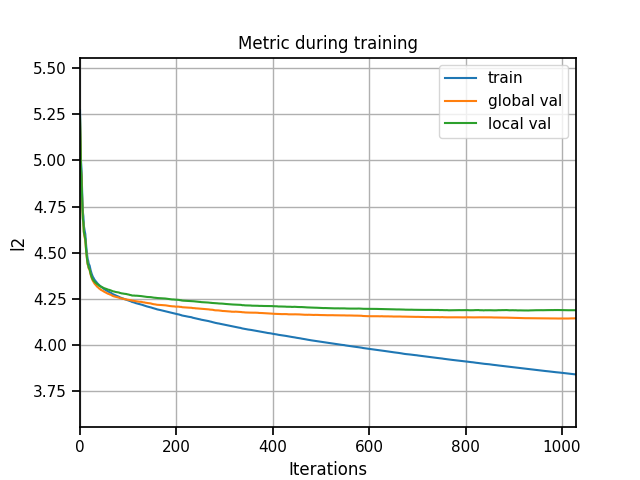 Metric during training
5.50
5.25
5.00
4.75
4.50
4.25
4.00
3.75
l2
train
global val
local val
0
200
400
600
800
1000
Iterations